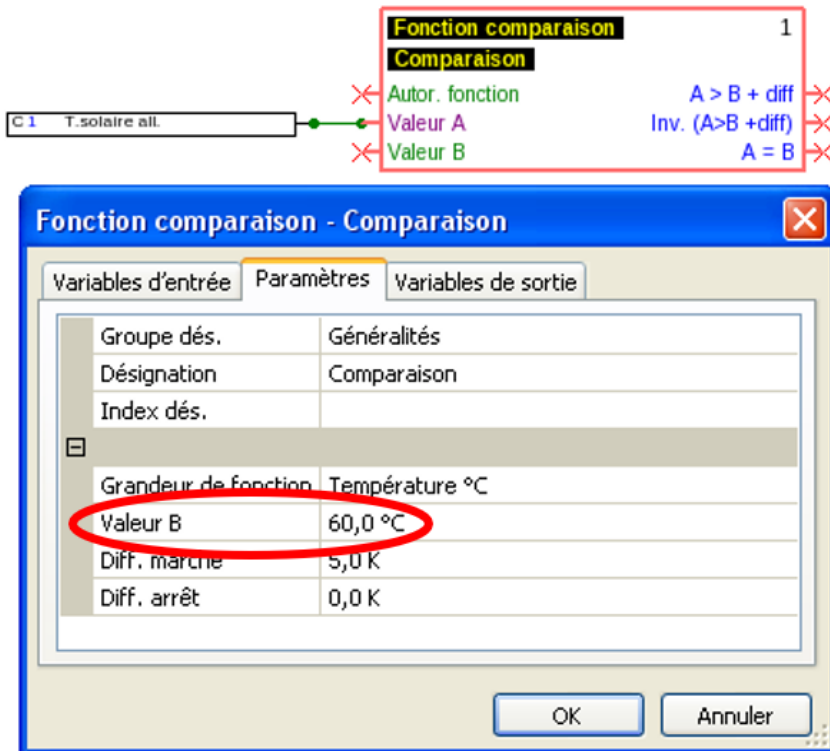 Fonction comparaison 1
Comparaison
Autor. fonction A > B + diff
C 1 T.solaire all. Valeur A Inv. (A>B +diff)
Valeur B A = B
Fonction comparaison - Comparaison
Variables d'entrée Paramètres Variables de sortie
Groupe dés. Généralités
Désignation Comparaison
Index dés.
Grandeur de fonction Température °C
Valeur B 60,0 °C
Diff. marche 5,0 K
Diff. arrêt 0,0 K
OK Annuler